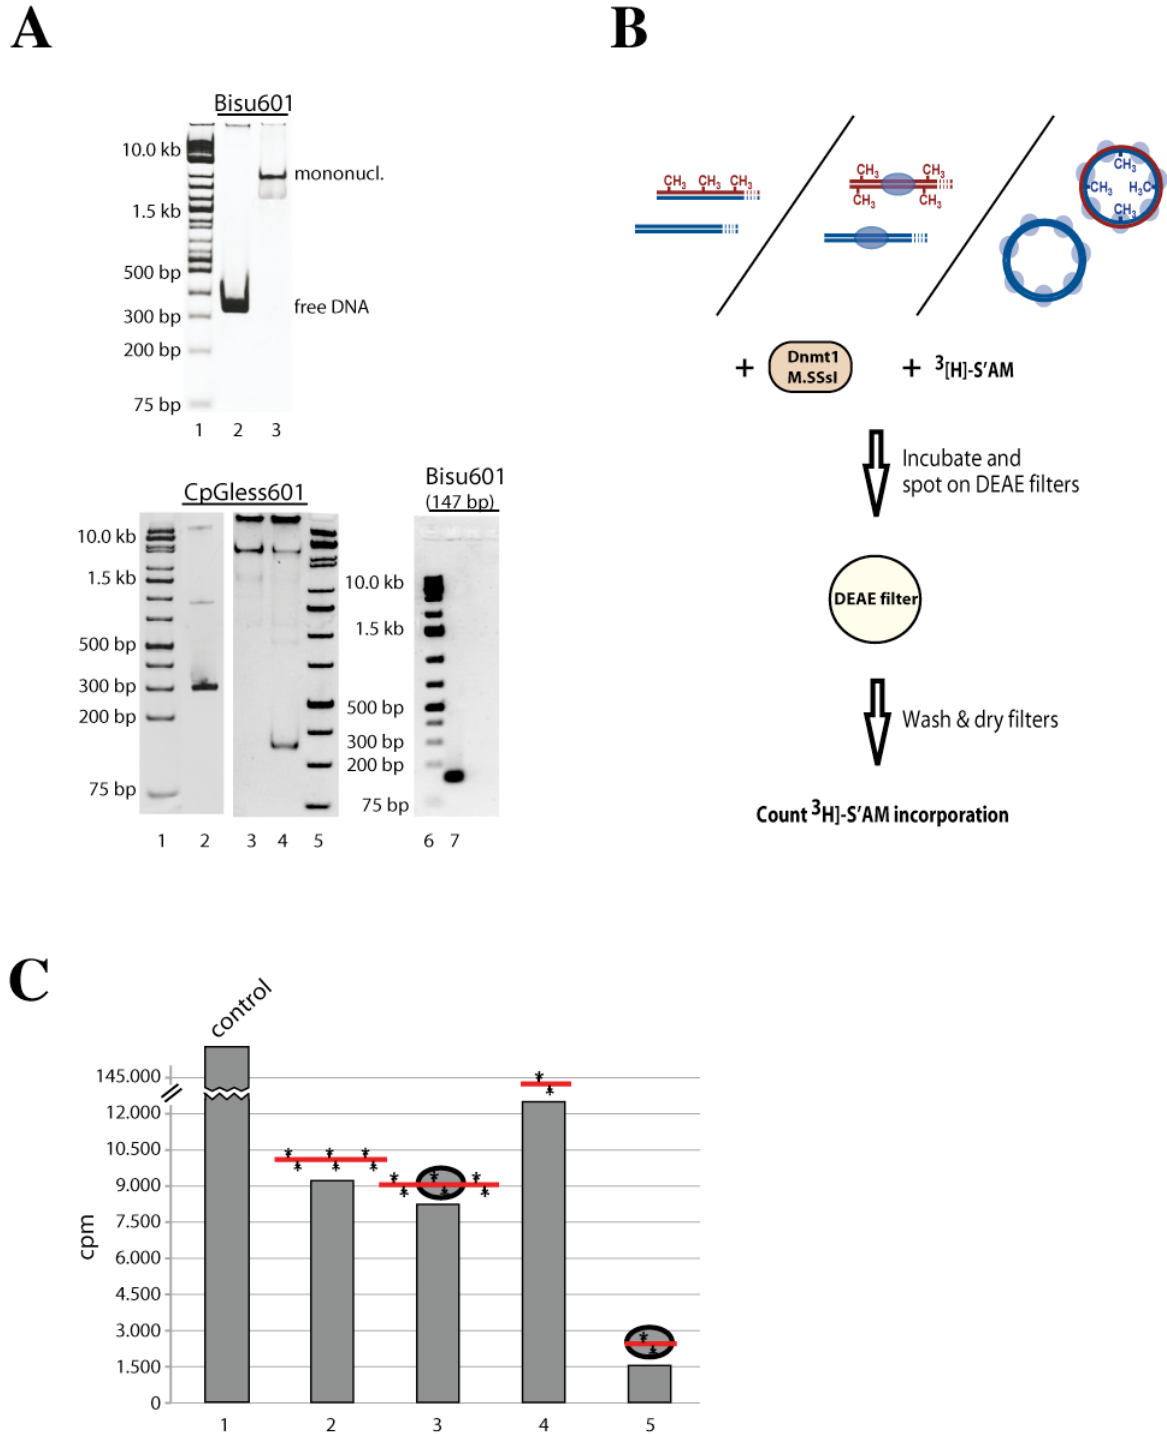 A
Bisu601
10.0 kb
mononucl.
1.5 kb
500 bp
free DNA
300 bp
200 bp
75 bp
1 2 3
CpGless601
Bisu601
(147 bp)
10.0 kb
1.5 kb
500 bp
300 bp
200 bp
75 bp
10.0 kb
1.5 kb
500 bp
300 bp
200 bp
75 bp
1 2 3 4 5 6 7
B
CH3 CH3 CH3
CH3 CH3
CH3 CH3
CH3
CH3 H3C
CH3
+ Dnmt1
M.SSsI
+ 3[H]-S'AM
Incubate and
spot on DEAE filters
DEAE filter
Wash & dry filters
Count 3H]-S'AM incorporation
C
control
145.000
12.000
10.500
9.000
7.500
6.000
4.500
3.000
1.500
0
cpm
1 2 3 4 5